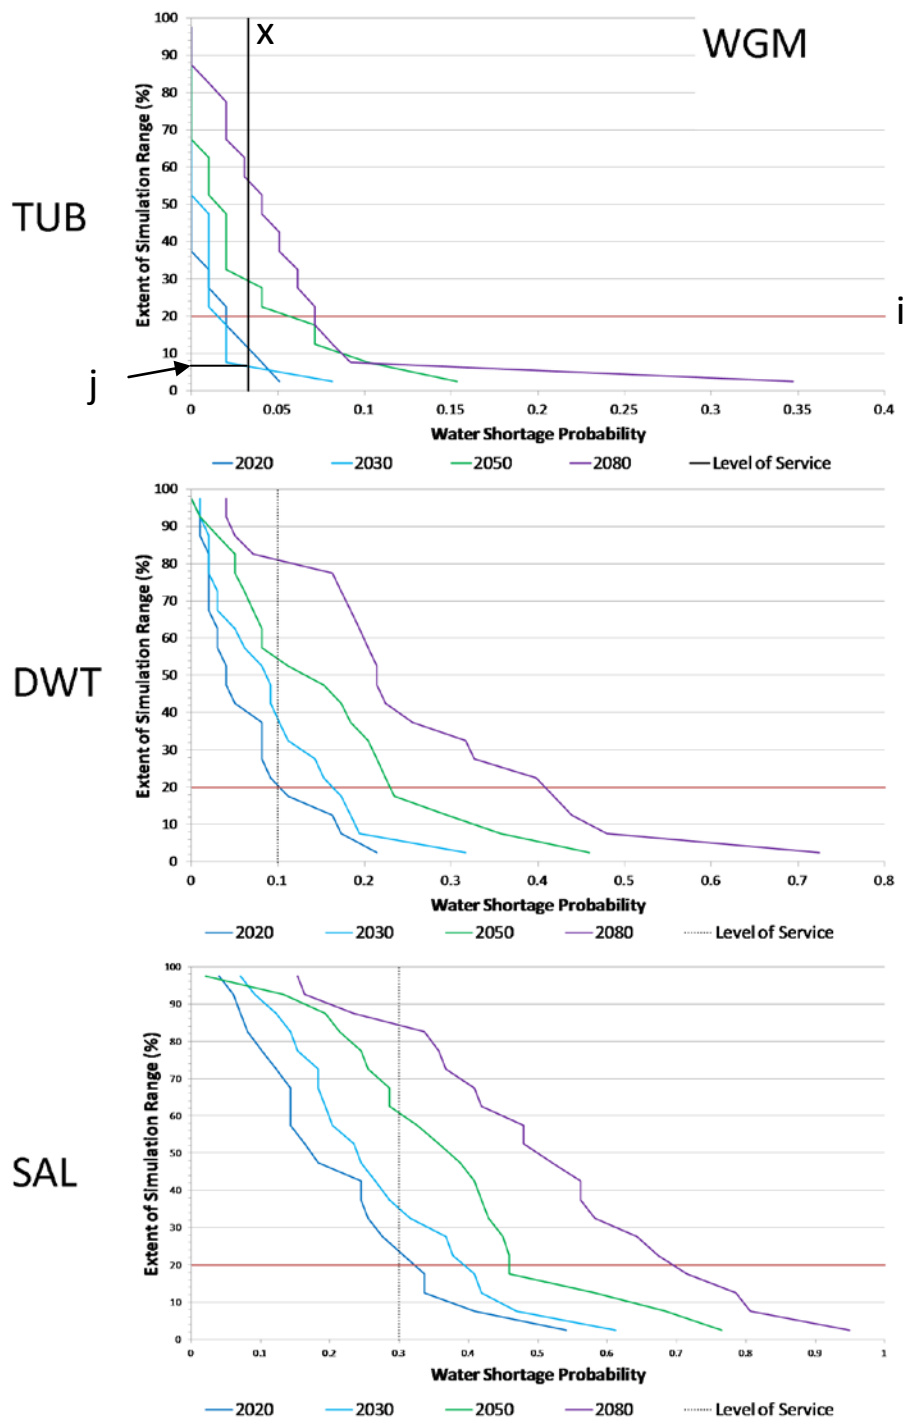 WGM
TUB
X
i
j
Extent of Simulation Range (%)
100
90
80
70
60
50
40
30
20
10
0
0 0.05 0.1 0.15 0.2 0.25 0.3 0.35 0.4
Water Shortage Probability
2020 2030 2050 2080 Level of Service
DWT
Extent of Simulation Range (%)
100
90
80
70
60
50
40
30
20
10
0
0 0.1 0.2 0.3 0.4 0.5 0.6 0.7 0.8
Water Shortage Probability
2020 2030 2050 2080 Level of Service
SAL
Extent of Simulation Range (%)
100
90
80
70
60
50
40
30
20
10
0
0 0.1 0.2 0.3 0.4 0.5 0.6 0.7 0.8 0.9 1
Water Shortage Probability
2020 2030 2050 2080 Level of Service